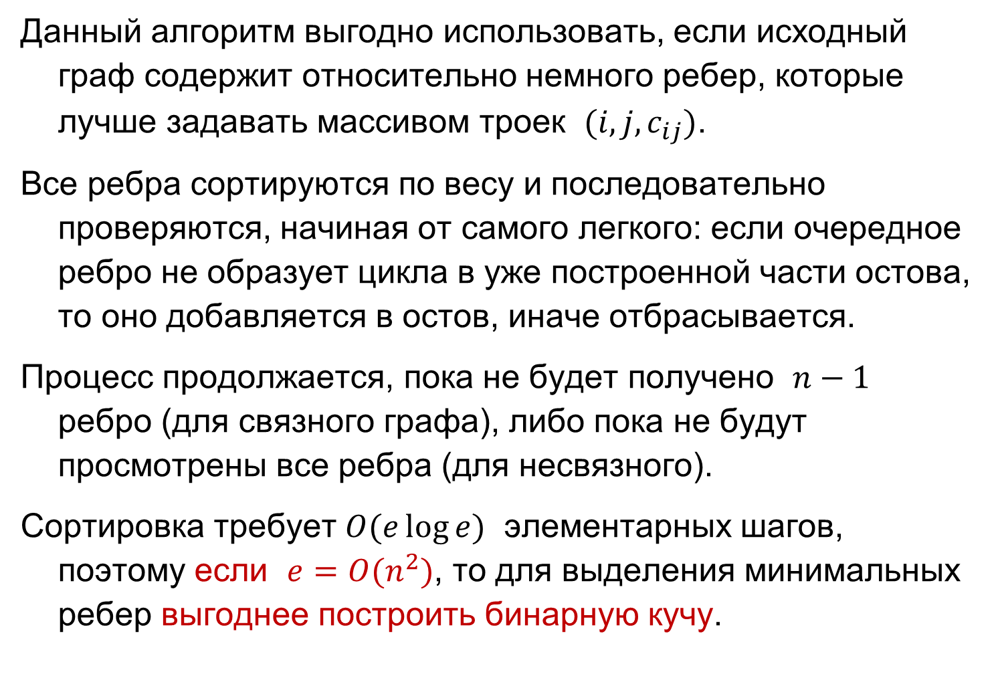 Данный алгоритм выгодно использовать, если исходный
граф содержит относительно немного ребер, которые
лучше задавать массивом троек (i, j, c_{ij}).
Все ребра сортируются по весу и последовательно
проверяются, начиная от самого легкого: если очередное
ребро не образует цикла в уже построенной части остова,
то оно добавляется в остов, иначе отбрасывается.
Процесс продолжается, пока не будет получено n − 1
ребро (для связного графа), либо пока не будут
просмотрены все ребра (для несвязного).
Сортировка требует O(e log e) элементарных шагов,
поэтому если e = O(n²), то для выделения минимальных
ребер выгоднее построить бинарную кучу.